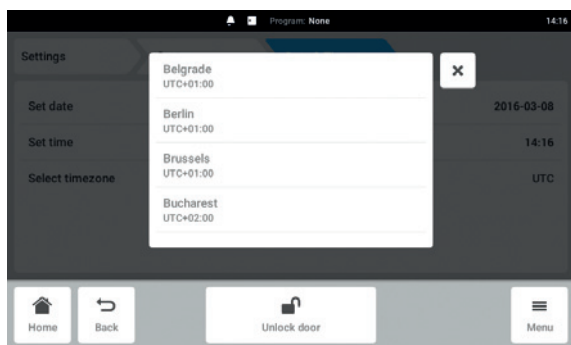 Program: None
14:16
Settings
Belgrade
UTC+01:00
Set date
2016-03-08
Berlin
UTC+01:00
Set time
14:16
Brussels
UTC+01:00
Select timezone
UTC
Bucharest
UTC+02:00
Home
Back
Unlock door
Menu